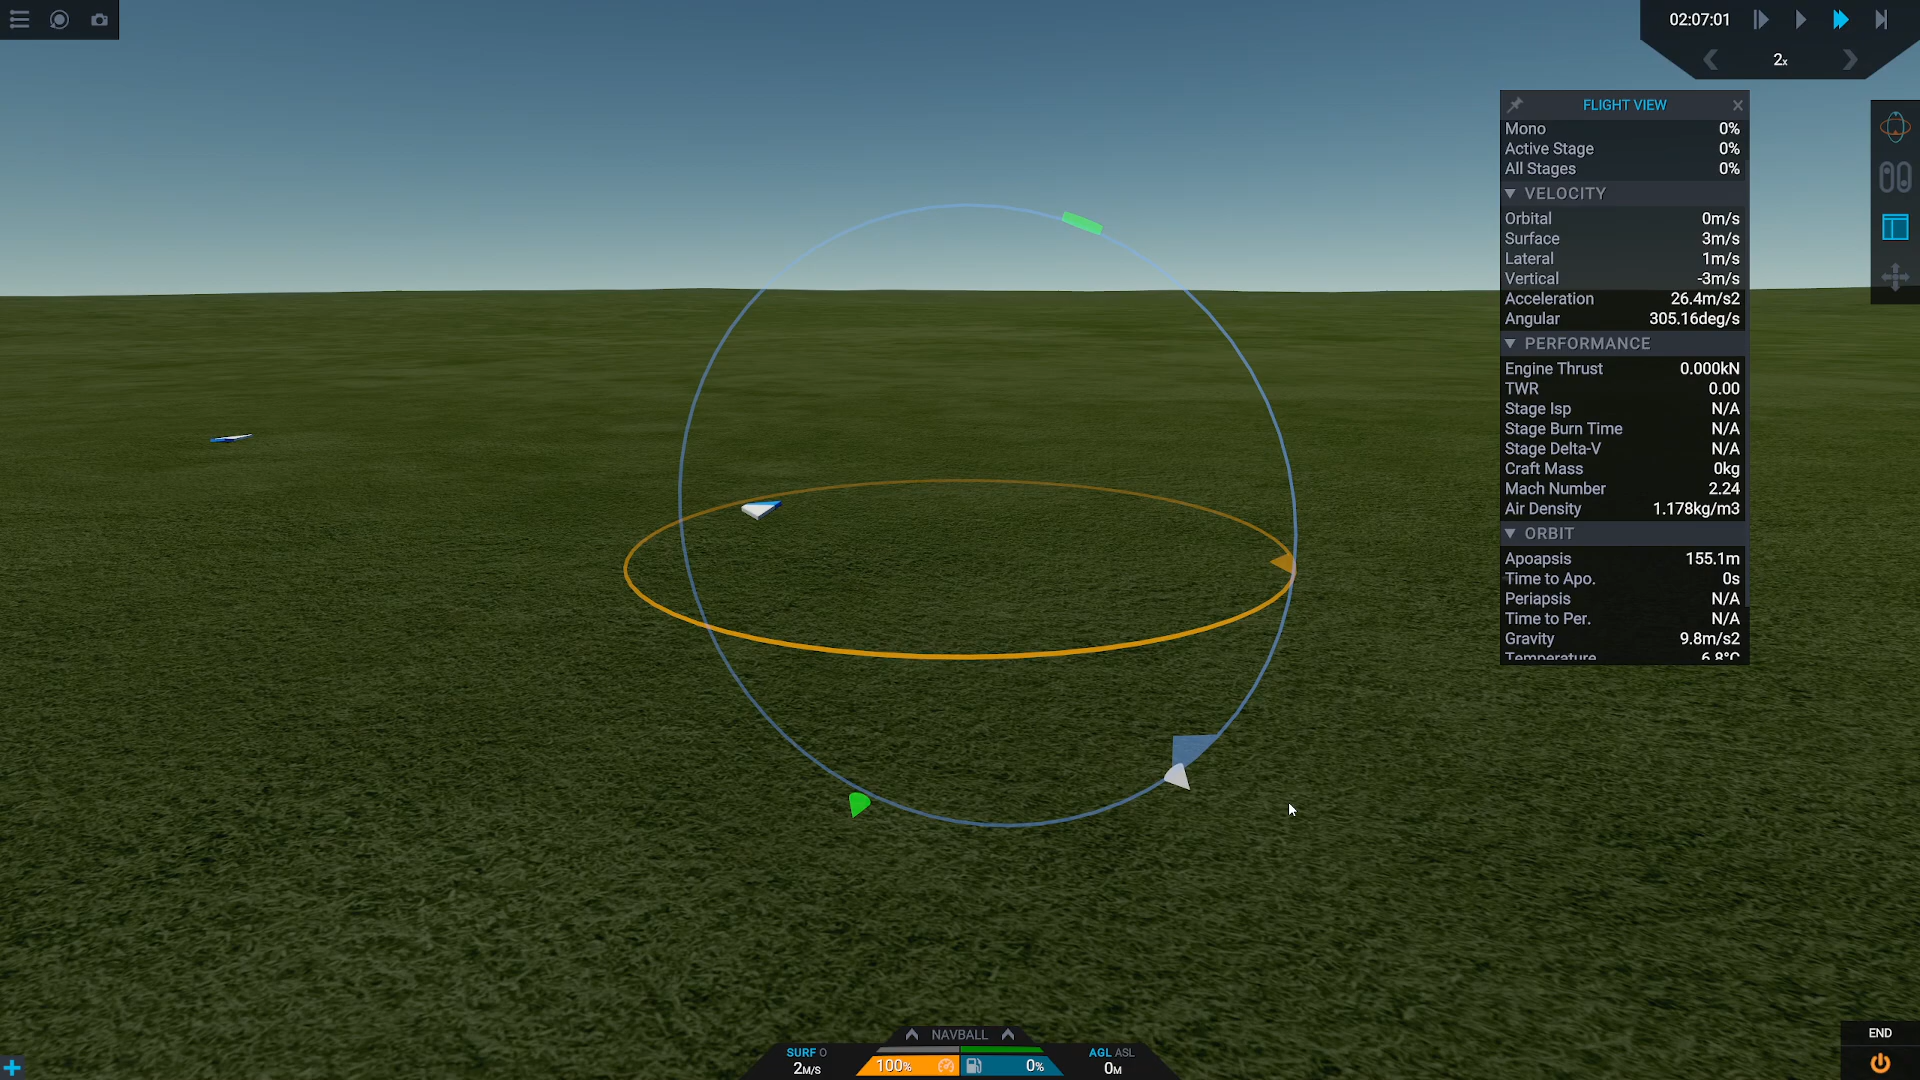 02:07:01
2x
FLIGHT VIEW
Mono 0%
Active Stage 0%
All Stages 0%
VELOCITY
Orbital 0m/s
Surface 3m/s
Lateral 1m/s
Vertical -3m/s
Acceleration 26.4m/s2
Angular 305.16deg/s
PERFORMANCE
Engine Thrust 0.000kN
TWR 0.00
Stage Isp N/A
Stage Burn Time N/A
Stage Delta-V N/A
Craft Mass 0kg
Mach Number 2.24
Air Density 1.178kg/m3
ORBIT
Apoapsis 155.1m
Time to Apo. 0s
Periapsis N/A
Time to Per. N/A
Gravity 9.8m/s2
Temperature 6.8°C
NAVBALL
SURF O
2M/S
100%
0%
AGL ASL
0M
END